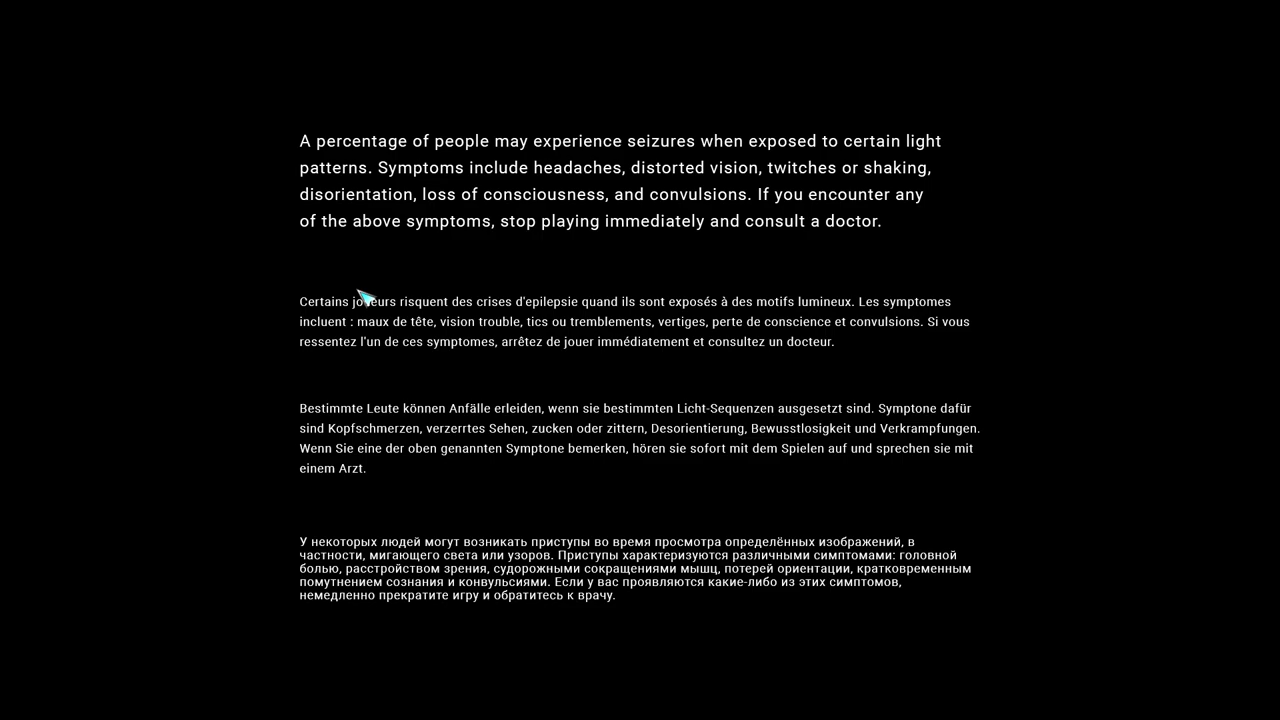 A percentage of people may experience seizures when exposed to certain light
patterns. Symptoms include headaches, distorted vision, twitches or shaking,
disorientation, loss of consciousness, and convulsions. If you encounter any
of the above symptoms, stop playing immediately and consult a doctor.
Certains joueurs risquent des crises d'epilepsie quand ils sont exposés à des motifs lumineux. Les symptomes
incluent : maux de tête, vision trouble, tics ou tremblements, vertiges, perte de conscience et convulsions. Si vous
ressentez l'un de ces symptomes, arrêtez de jouer immédiatement et consultez un docteur.
Bestimmte Leute können Anfälle erleiden, wenn sie bestimmten Licht-Sequenzen ausgesetzt sind. Symptone dafür
sind Kopfschmerzen, verzerrtes Sehen, zucken oder zittern, Desorientierung, Bewusstlosigkeit und Verkrampfungen.
Wenn Sie eine der oben genannten Symptone bemerken, hören sie sofort mit dem Spielen auf und sprechen sie mit
einem Arzt.
У некоторых людей могут возникать приступы во время просмотра определённых изображений, в
частности, мигающего света или узоров. Приступы характеризуются различными симптомами: головной
болью, расстройством зрения, судорожными сокращениями мышц, потерей ориентации, кратковременным
помутнением сознания и конвульсиями. Если у вас проявляются какие-либо из этих симптомов,
немедленно прекратите игру и обратитесь к врачу.